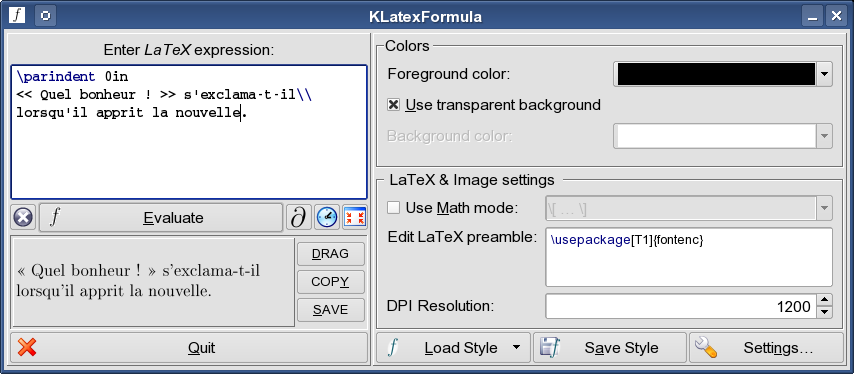 KLatexFormula
Enter LaTeX expression:
\parindent 0in
<< Quel bonheur ! >> s'exclama-t-il\\
lorsqu'il apprit la nouvelle.
Evaluate
« Quel bonheur ! » s'exclama-t-il
lorsqu'il apprit la nouvelle.
DRAG
COPY
SAVE
Quit
Colors
Foreground color:
Use transparent background
Background color:
LaTeX & Image settings
Use Math mode:
\[ ... \]
Edit LaTeX preamble:
\usepackage[T1]{fontenc}
DPI Resolution:
1200
Load Style
Save Style
Settings...